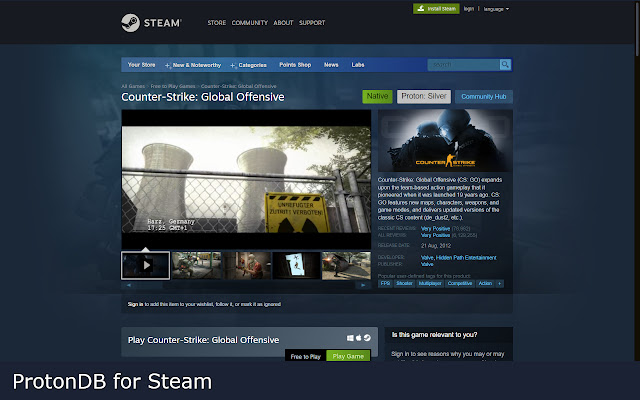 STEAM
STORE COMMUNITY ABOUT SUPPORT
Install Steam login | language
Your Store New & Noteworthy Categories Points Shop News Labs search
All Games > Free to Play Games > Counter-Strike: Global Offensive
Counter-Strike: Global Offensive
Native Proton: Silver Community Hub
UNBEFUGTER
ZUTRITT VERBOTEN
Harz, Germany
17:25 GMT+1
COUNTER STRIKE
Counter-Strike: Global Offensive (CS: GO) expands
upon the team-based action gameplay that it
pioneered when it was launched 19 years ago. CS:
GO features new maps, characters, weapons, and
game modes, and delivers updated versions of the
classic CS content (de_dust2, etc.)
RECENT REVIEWS: Very Positive
ALL REVIEWS: Very Positive
RELEASE DATE: 21 Aug, 2012
DEVELOPER: Valve, Hidden Path Entertainment
PUBLISHER: Valve
Popular user-defined tags for this product:
FPS Shooter Multiplayer Competitive Action +
Sign in to add this item to your wishlist, follow it, or mark it as ignored
Play Counter-Strike: Global Offensive
Free to Play Play Game
Is this game relevant to you?
Sign in to see reasons why you may or may
ProtonDB for Steam